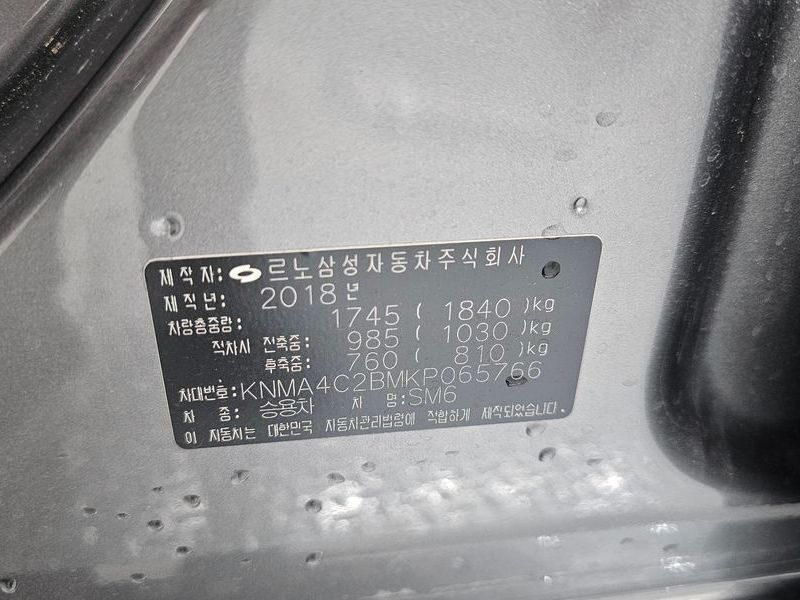 제작자: 르노삼성자동차주식회사
제작년: 2018년
차량총중량: 1745( 1840)kg
적차시 전축중: 985( 1030)kg
후축중: 760( 810)kg
차대번호: KNMA4C2BMKP065766
차 종: 승용차 차 명: SM6
이 자동차는 대한민국 자동차관리법령에 적합하게 제작되었습니다.